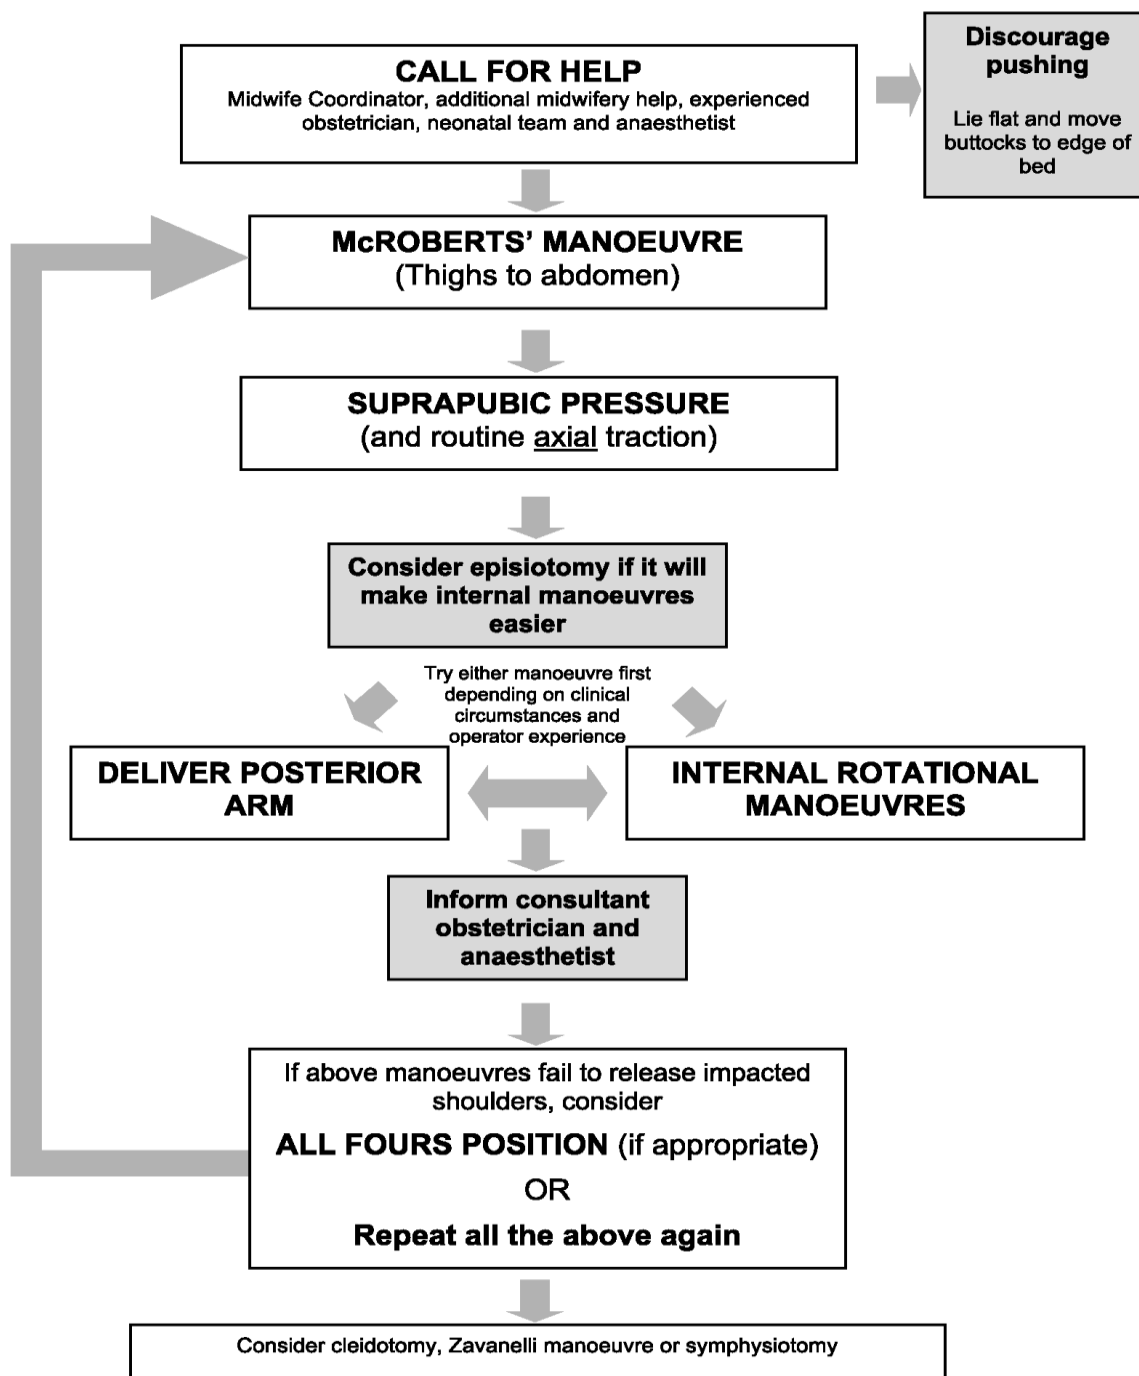 CALL FOR HELP
Midwife Coordinator, additional midwifery help, experienced
obstetrician, neonatal team and anaesthetist
Discourage
pushing
Lie flat and move
buttocks to edge of
bed
McROBERTS’ MANOEUVRE
(Thighs to abdomen)
SUPRAPUBIC PRESSURE
(and routine axial traction)
Consider episiotomy if it will
make internal manoeuvres
easier
Try either manoeuvre first
depending on clinical
circumstances and
operator experience
DELIVER POSTERIOR
ARM
INTERNAL ROTATIONAL
MANOEUVRES
Inform consultant
obstetrician and
anaesthetist
If above manoeuvres fail to release impacted
shoulders, consider
ALL FOURS POSITION (if appropriate)
OR
Repeat all the above again
Consider cleidotomy, Zavanelli manoeuvre or symphysiotomy